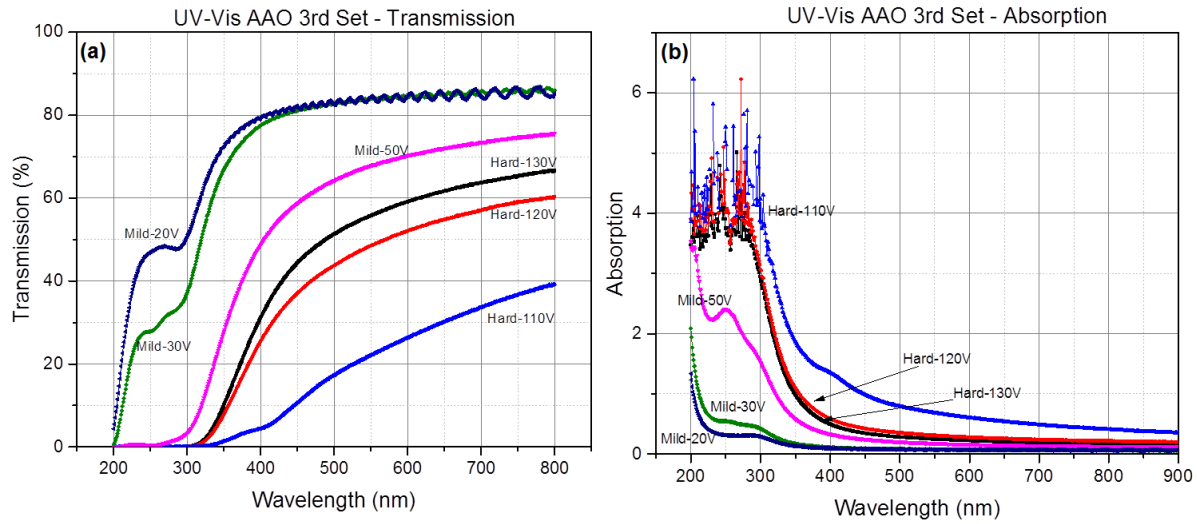 UV-Vis AAO 3rd Set - Transmission
(a)
100
80
60
40
20
0
Transmission (%)
200 300 400 500 600 700 800
Wavelength (nm)
Mild-20V
Mild-30V
Mild-50V
Hard-130V
Hard-120V
Hard-110V
UV-Vis AAO 3rd Set - Absorption
(b)
6
4
2
0
Absorption
200 300 400 500 600 700 800 900
Wavelength (nm)
Hard-110V
Mild-50V
Hard-120V
Hard-130V
Mild-30V
Mild-20V